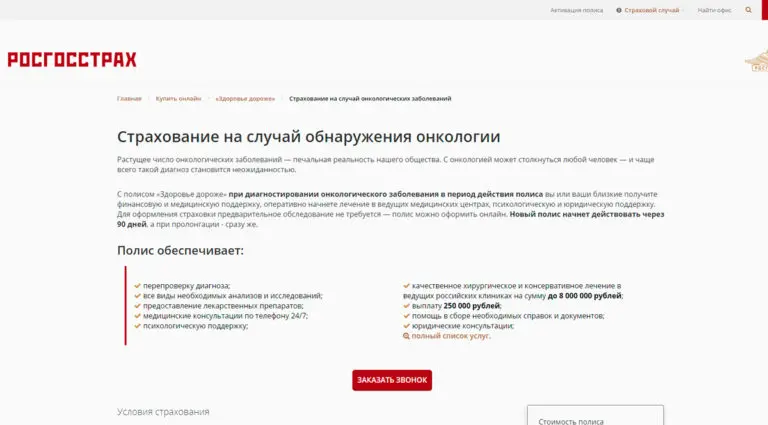 Активация полиса
Страховой случай
Найти офис
РОСГОССТРАХ
Главная
Купить онлайн
«Здоровье дороже»
Страхование на случай онкологических заболеваний
Страхование на случай обнаружения онкологии
Растущее число онкологических заболеваний — печальная реальность нашего общества. С онкологией может столкнуться любой человек — и чаще
всего такой диагноз становится неожиданностью.
С полисом «Здоровье дороже» при диагностировании онкологического заболевания в период действия полиса вы или ваши близкие получите
финансовую и медицинскую поддержку, оперативно начнете лечение в ведущих медицинских центрах, психологическую и юридическую поддержку.
Для оформления страховки предварительное обследование не требуется — полис можно оформить онлайн. Новый полис начнет действовать через
90 дней, а при пролонгации - сразу же.
Полис обеспечивает:
перепроверку диагноза;
все виды необходимых анализов и исследований;
предоставление лекарственных препаратов;
медицинские консультации по телефону 24/7;
психологическую поддержку;
качественное хирургическое и консервативное лечение в
ведущих российских клиниках на сумму до 8 000 000 рублей;
выплату 250 000 рублей;
помощь в сборе необходимых справок и документов;
юридические консультации;
полный список услуг.
ЗАКАЗАТЬ ЗВОНОК
Условия страхования
Стоимость полиса